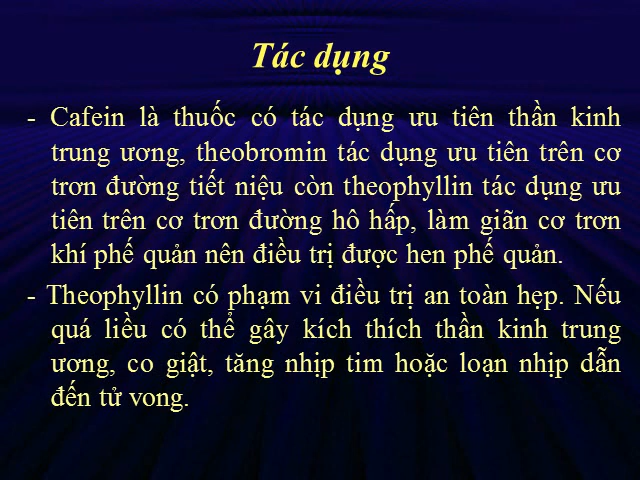 Tác dụng
- Cafein là thuốc có tác dụng ưu tiên thần kinh
trung ương, theobromin tác dụng ưu tiên trên cơ
trơn đường tiết niệu còn theophyllin tác dụng ưu
tiên trên cơ trơn đường hô hấp, làm giãn cơ trơn
khí phế quản nên điều trị được hen phế quản.
- Theophyllin có phạm vi điều trị an toàn hẹp. Nếu
quá liều có thể gây kích thích thần kinh trung
ương, co giật, tăng nhịp tim hoặc loạn nhịp dẫn
đến tử vong.